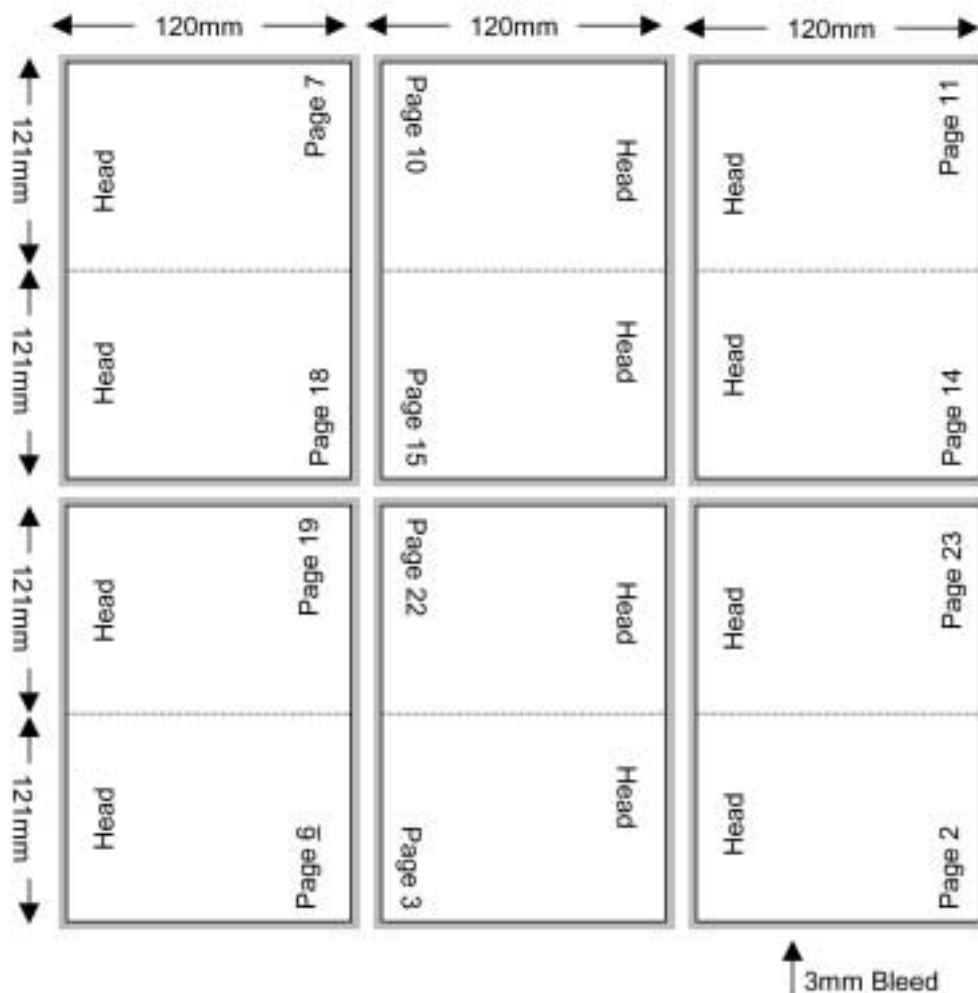 120mm
120mm
120mm
121mm
Page 7
Head
Page 10
Head
Page 11
Head
121mm
Head
Page 18
Head
Page 15
Head
Page 14
121mm
Page 19
Head
Page 22
Head
Page 23
Head
121mm
Head
Page 6
Head
Page 3
Head
Page 2
3mm Bleed